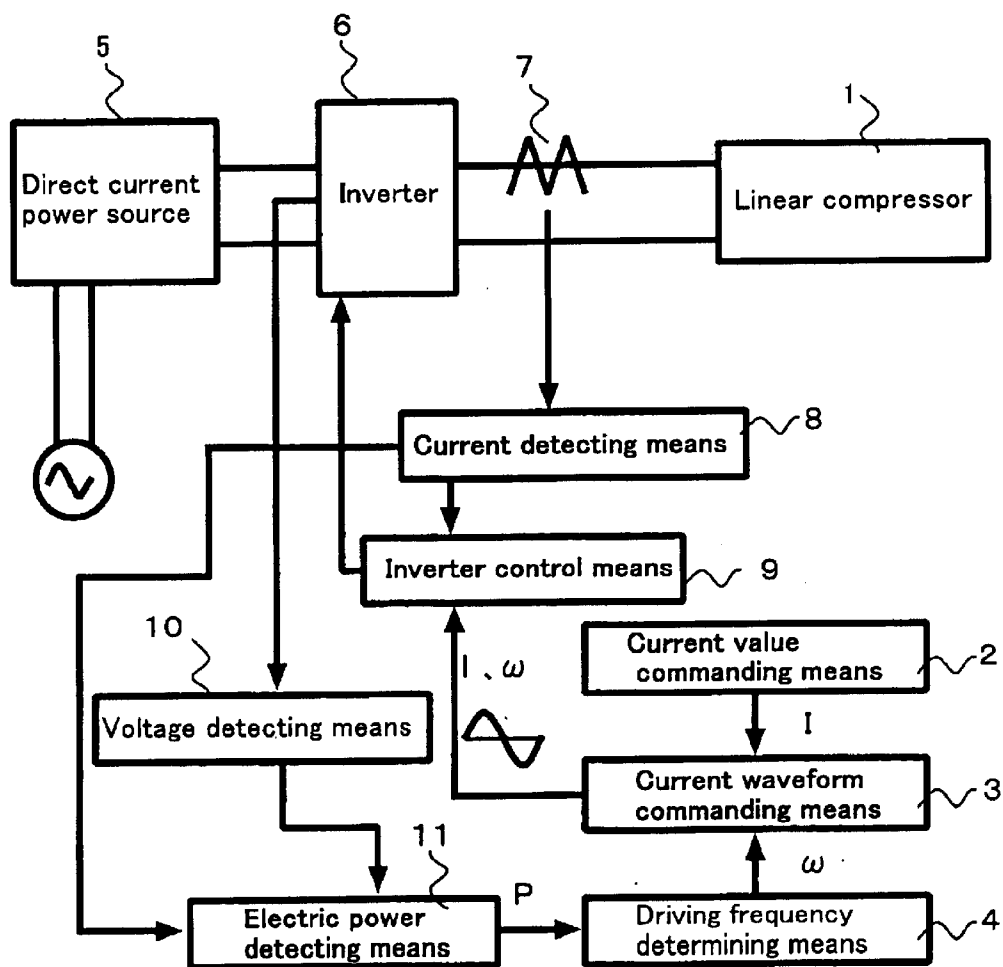 5
6
7
1
Direct current
power source
Inverter
Linear compressor
Current detecting means
8
Inverter control means
9
10
I、ω
Current value
commanding means
2
Voltage detecting means
I
Current waveform
commanding means
3
11
ω
P
Electric power
detecting means
Driving frequency
determining means
4